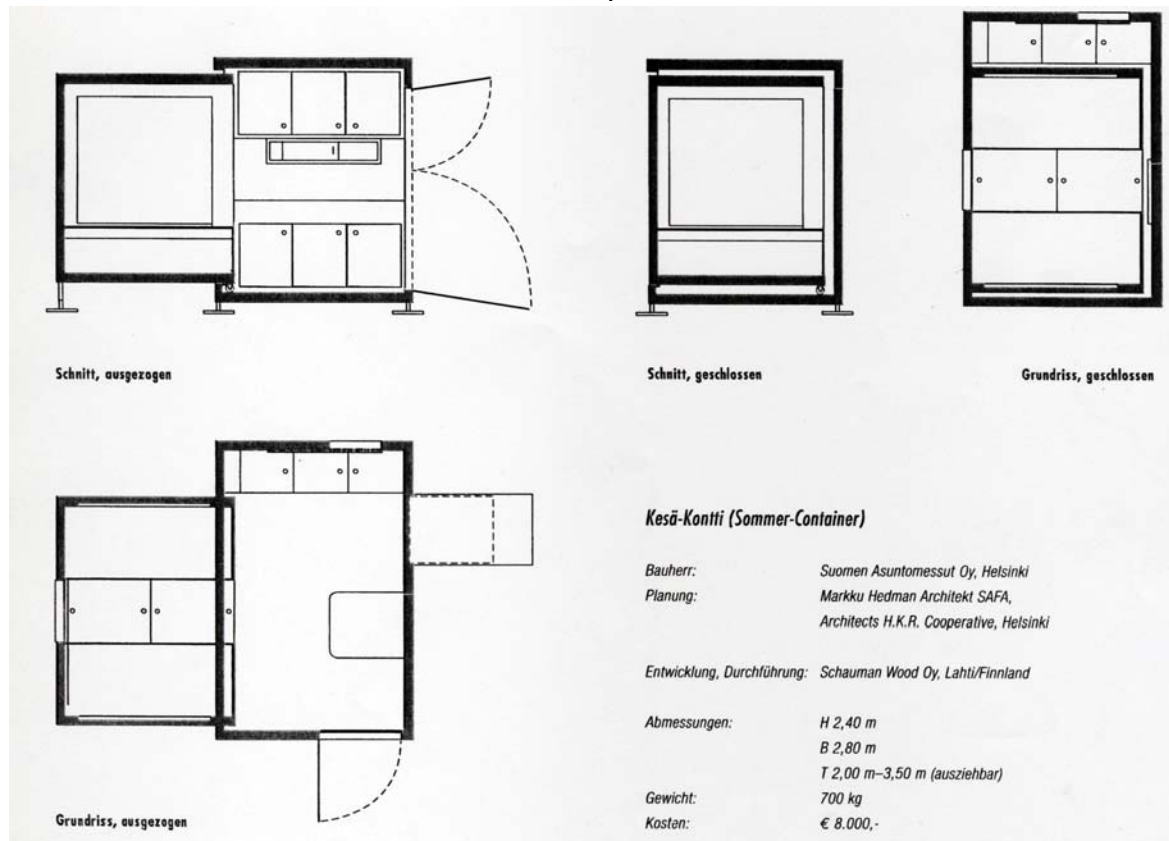 Schnitt, ausgezogen
Schnitt, geschlossen
Grundriss, geschlossen
Grundriss, ausgezogen
Kesä-Kontti (Sommer-Container)
Bauherr: Suomen Asuntomessut Oy, Helsinki
Planung: Markku Hedman Architekt SAFA,
Architects H.K.R. Cooperative, Helsinki
Entwicklung, Durchführung: Schauman Wood Oy, Lahti/Finnland
Abmessungen: H 2,40 m
B 2,80 m
T 2,00 m–3,50 m (ausziehbar)
Gewicht: 700 kg
Kosten: € 8.000,-